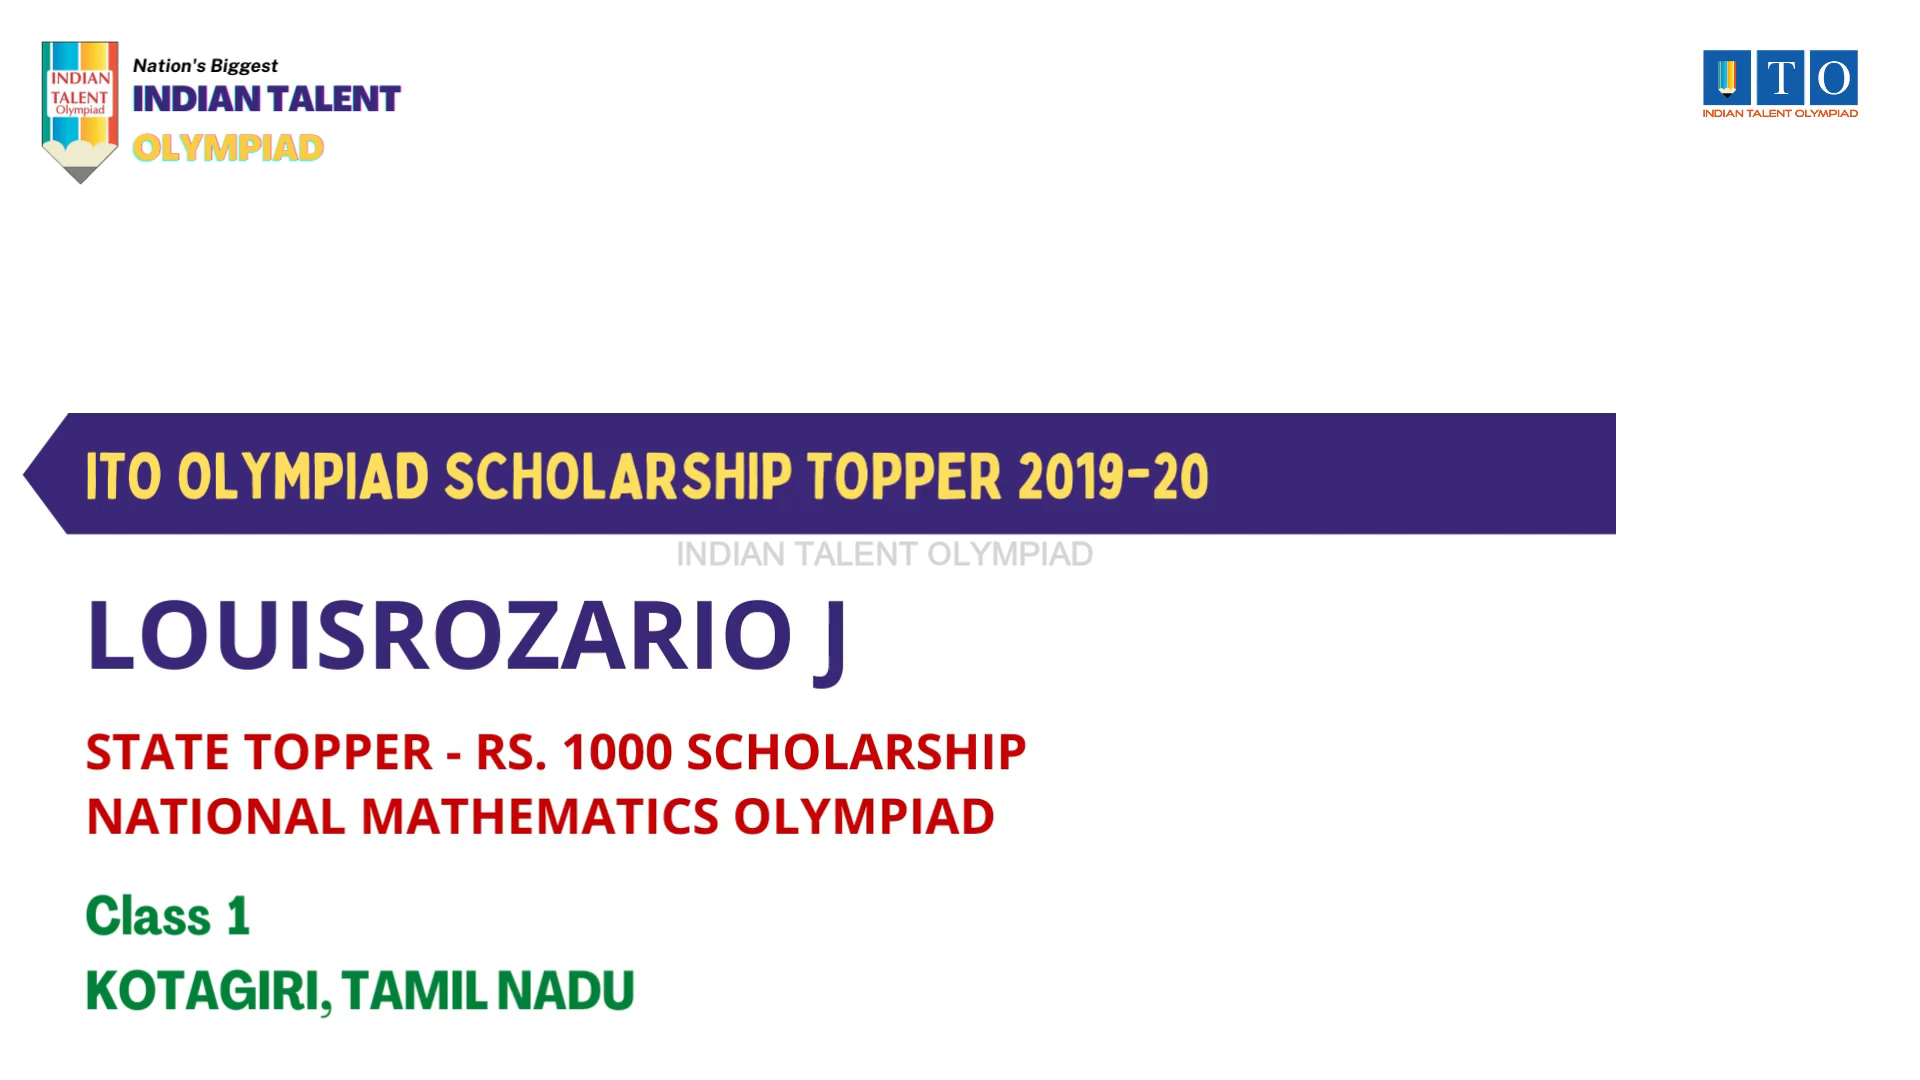 Nation's Biggest
INDIAN TALENT
OLYMPIAD
INDIAN
TALENT
Olympiad
T O
INDIAN TALENT OLYMPIAD
ITO OLYMPIAD SCHOLARSHIP TOPPER 2019-20
INDIAN TALENT OLYMPIAD
LOUISROZARIO J
STATE TOPPER - RS. 1000 SCHOLARSHIP
NATIONAL MATHEMATICS OLYMPIAD
Class 1
KOTAGIRI, TAMIL NADU